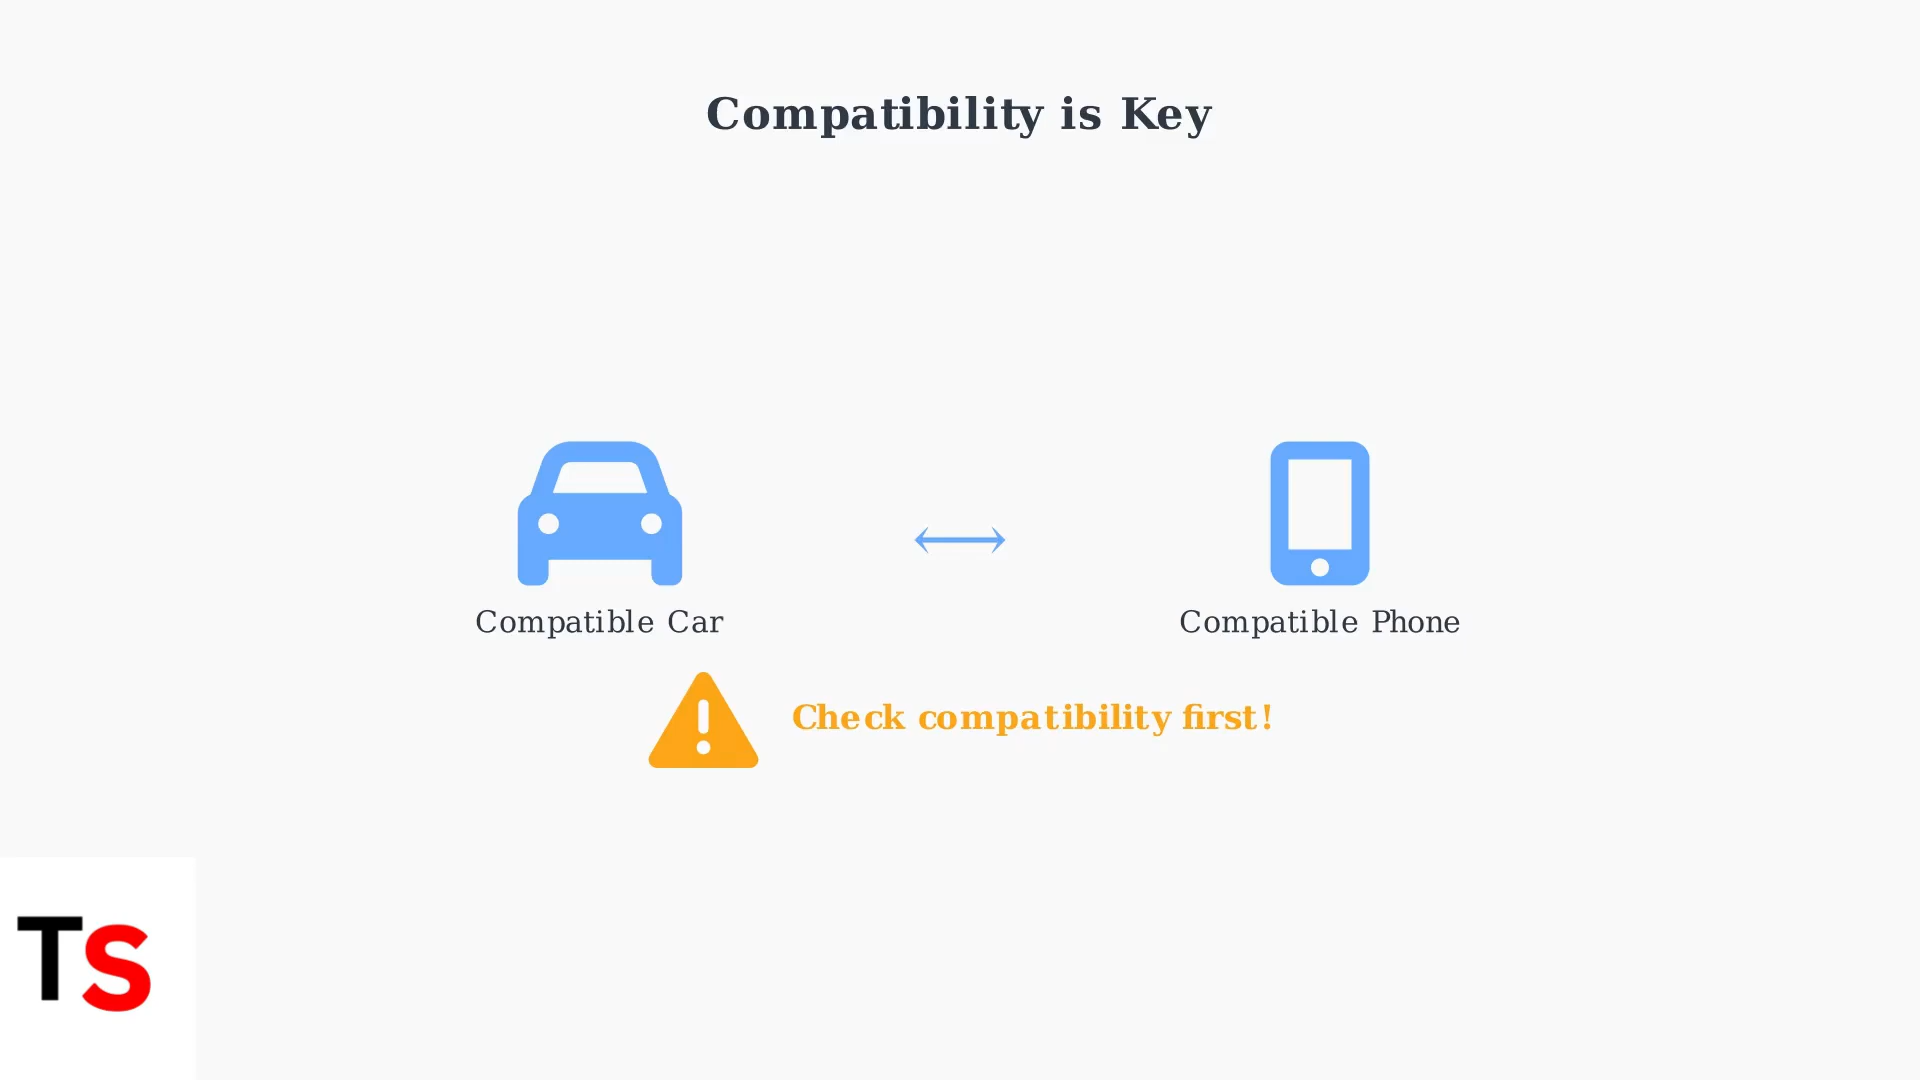 Compatibility is Key
Compatible Car
Compatible Phone
Check compatibility first!
TS